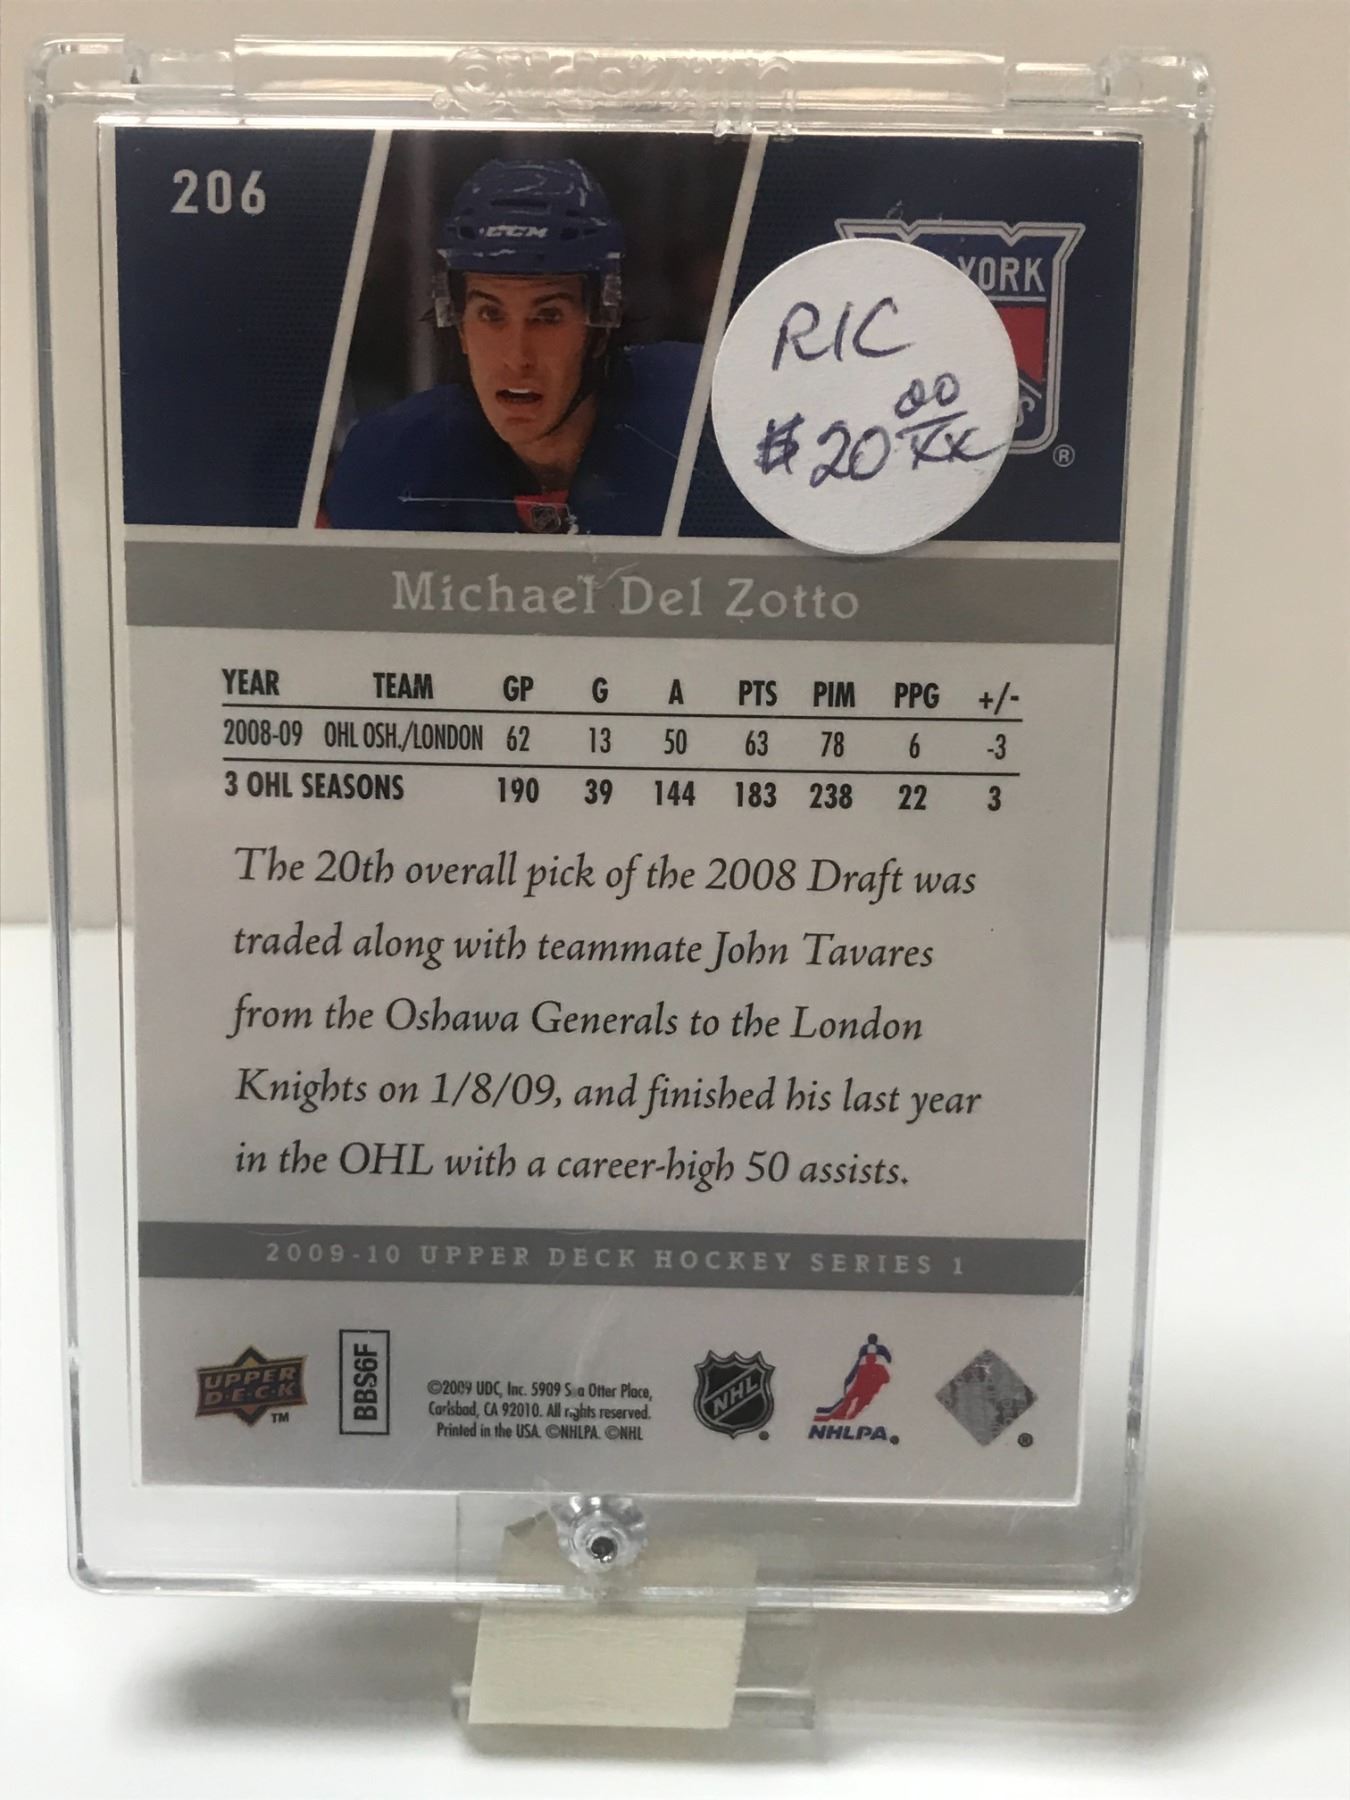 206
CCM
YORK
RIC
$20 00/xx
Michael Del Zotto
YEAR TEAM GP G A PTS PIM PPG +/-
2008-09 OHL OSH./LONDON 62 13 50 63 78 6 -3
3 OHL SEASONS 190 39 144 183 238 22 3
The 20th overall pick of the 2008 Draft was
traded along with teammate John Tavares
from the Oshawa Generals to the London
Knights on 1/8/09, and finished his last year
in the OHL with a career-high 50 assists.
2009-10 UPPER DECK HOCKEY SERIES 1
UPPER
D·E·C·K
TM
BBS6F
©2009 UDC, Inc. 5909 S a Otter Place,
Carlsbad, CA 92010. All rights reserved.
Printed in the USA. ©NHLPA. ©NHL
NHL
NHLPA®
®